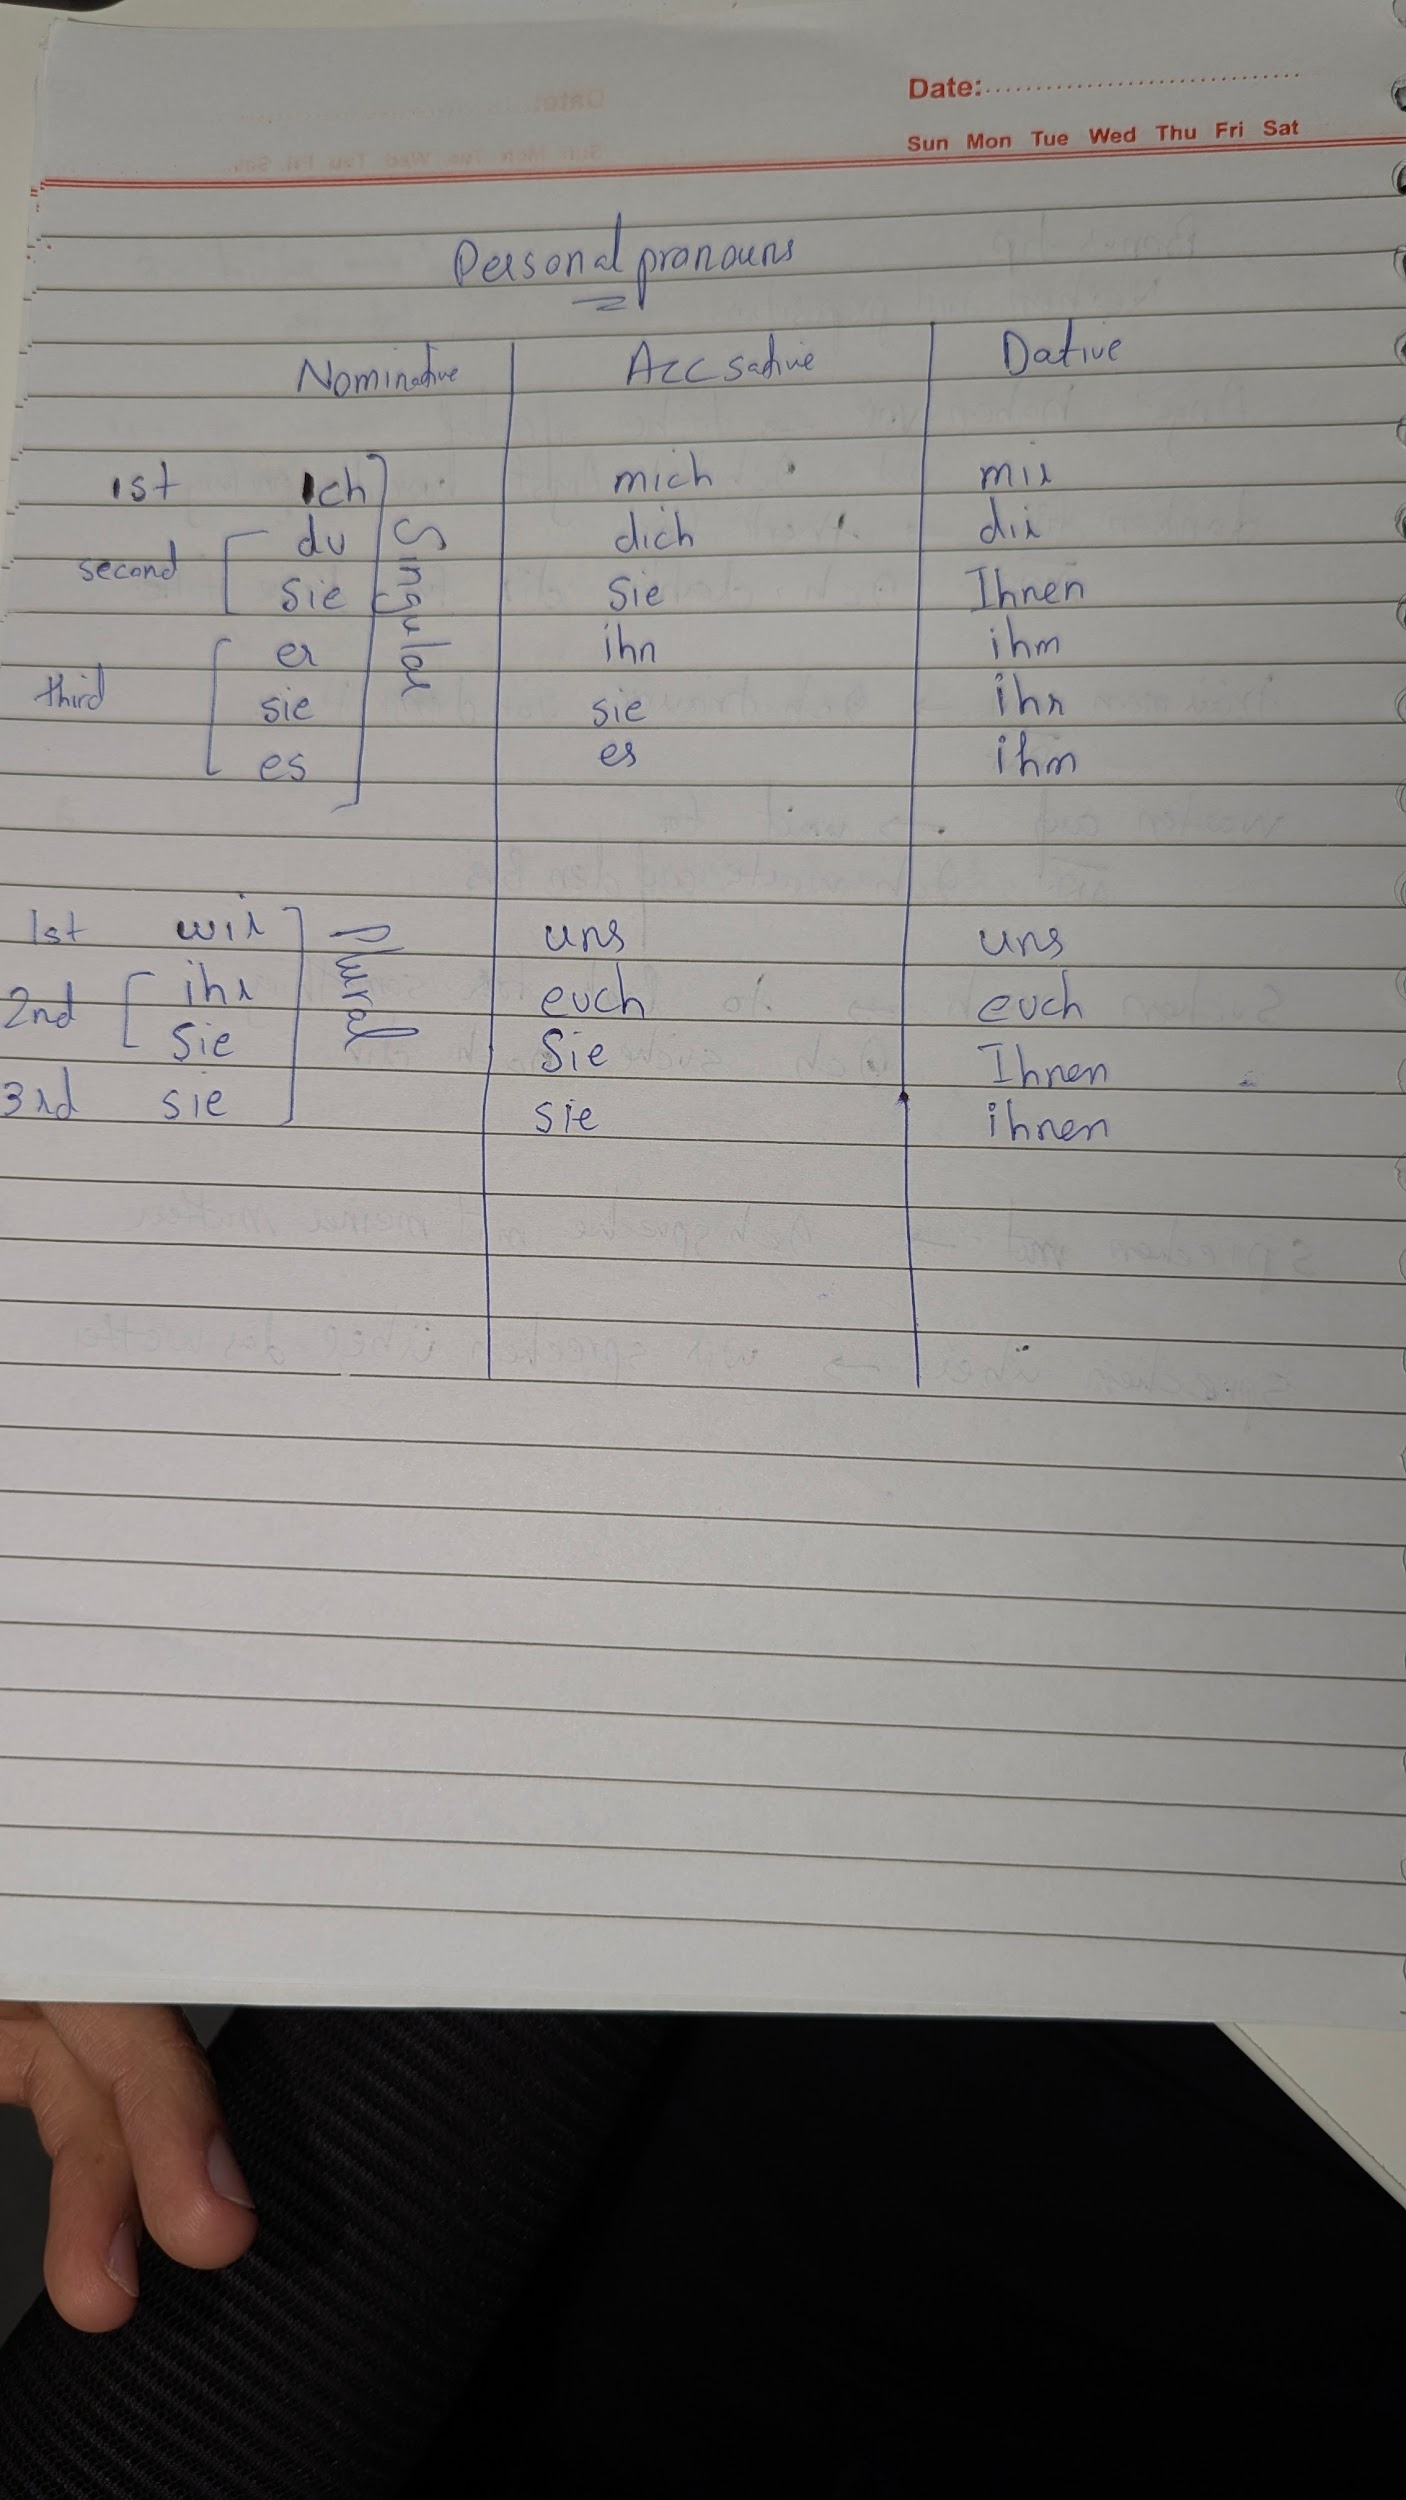 Date:
Sun Mon Tue Wed Thu Fri Sat
Personal pronouns
Nominative Accsative Dative
1st Ich mich mir
second du dich dir
Sie Sie Ihnen
er ihn ihm
third sie sie ihr
es es ihm
Singular
1st wir uns uns
2nd ihr euch euch
Sie Sie Ihnen
3rd sie sie ihnen
plural